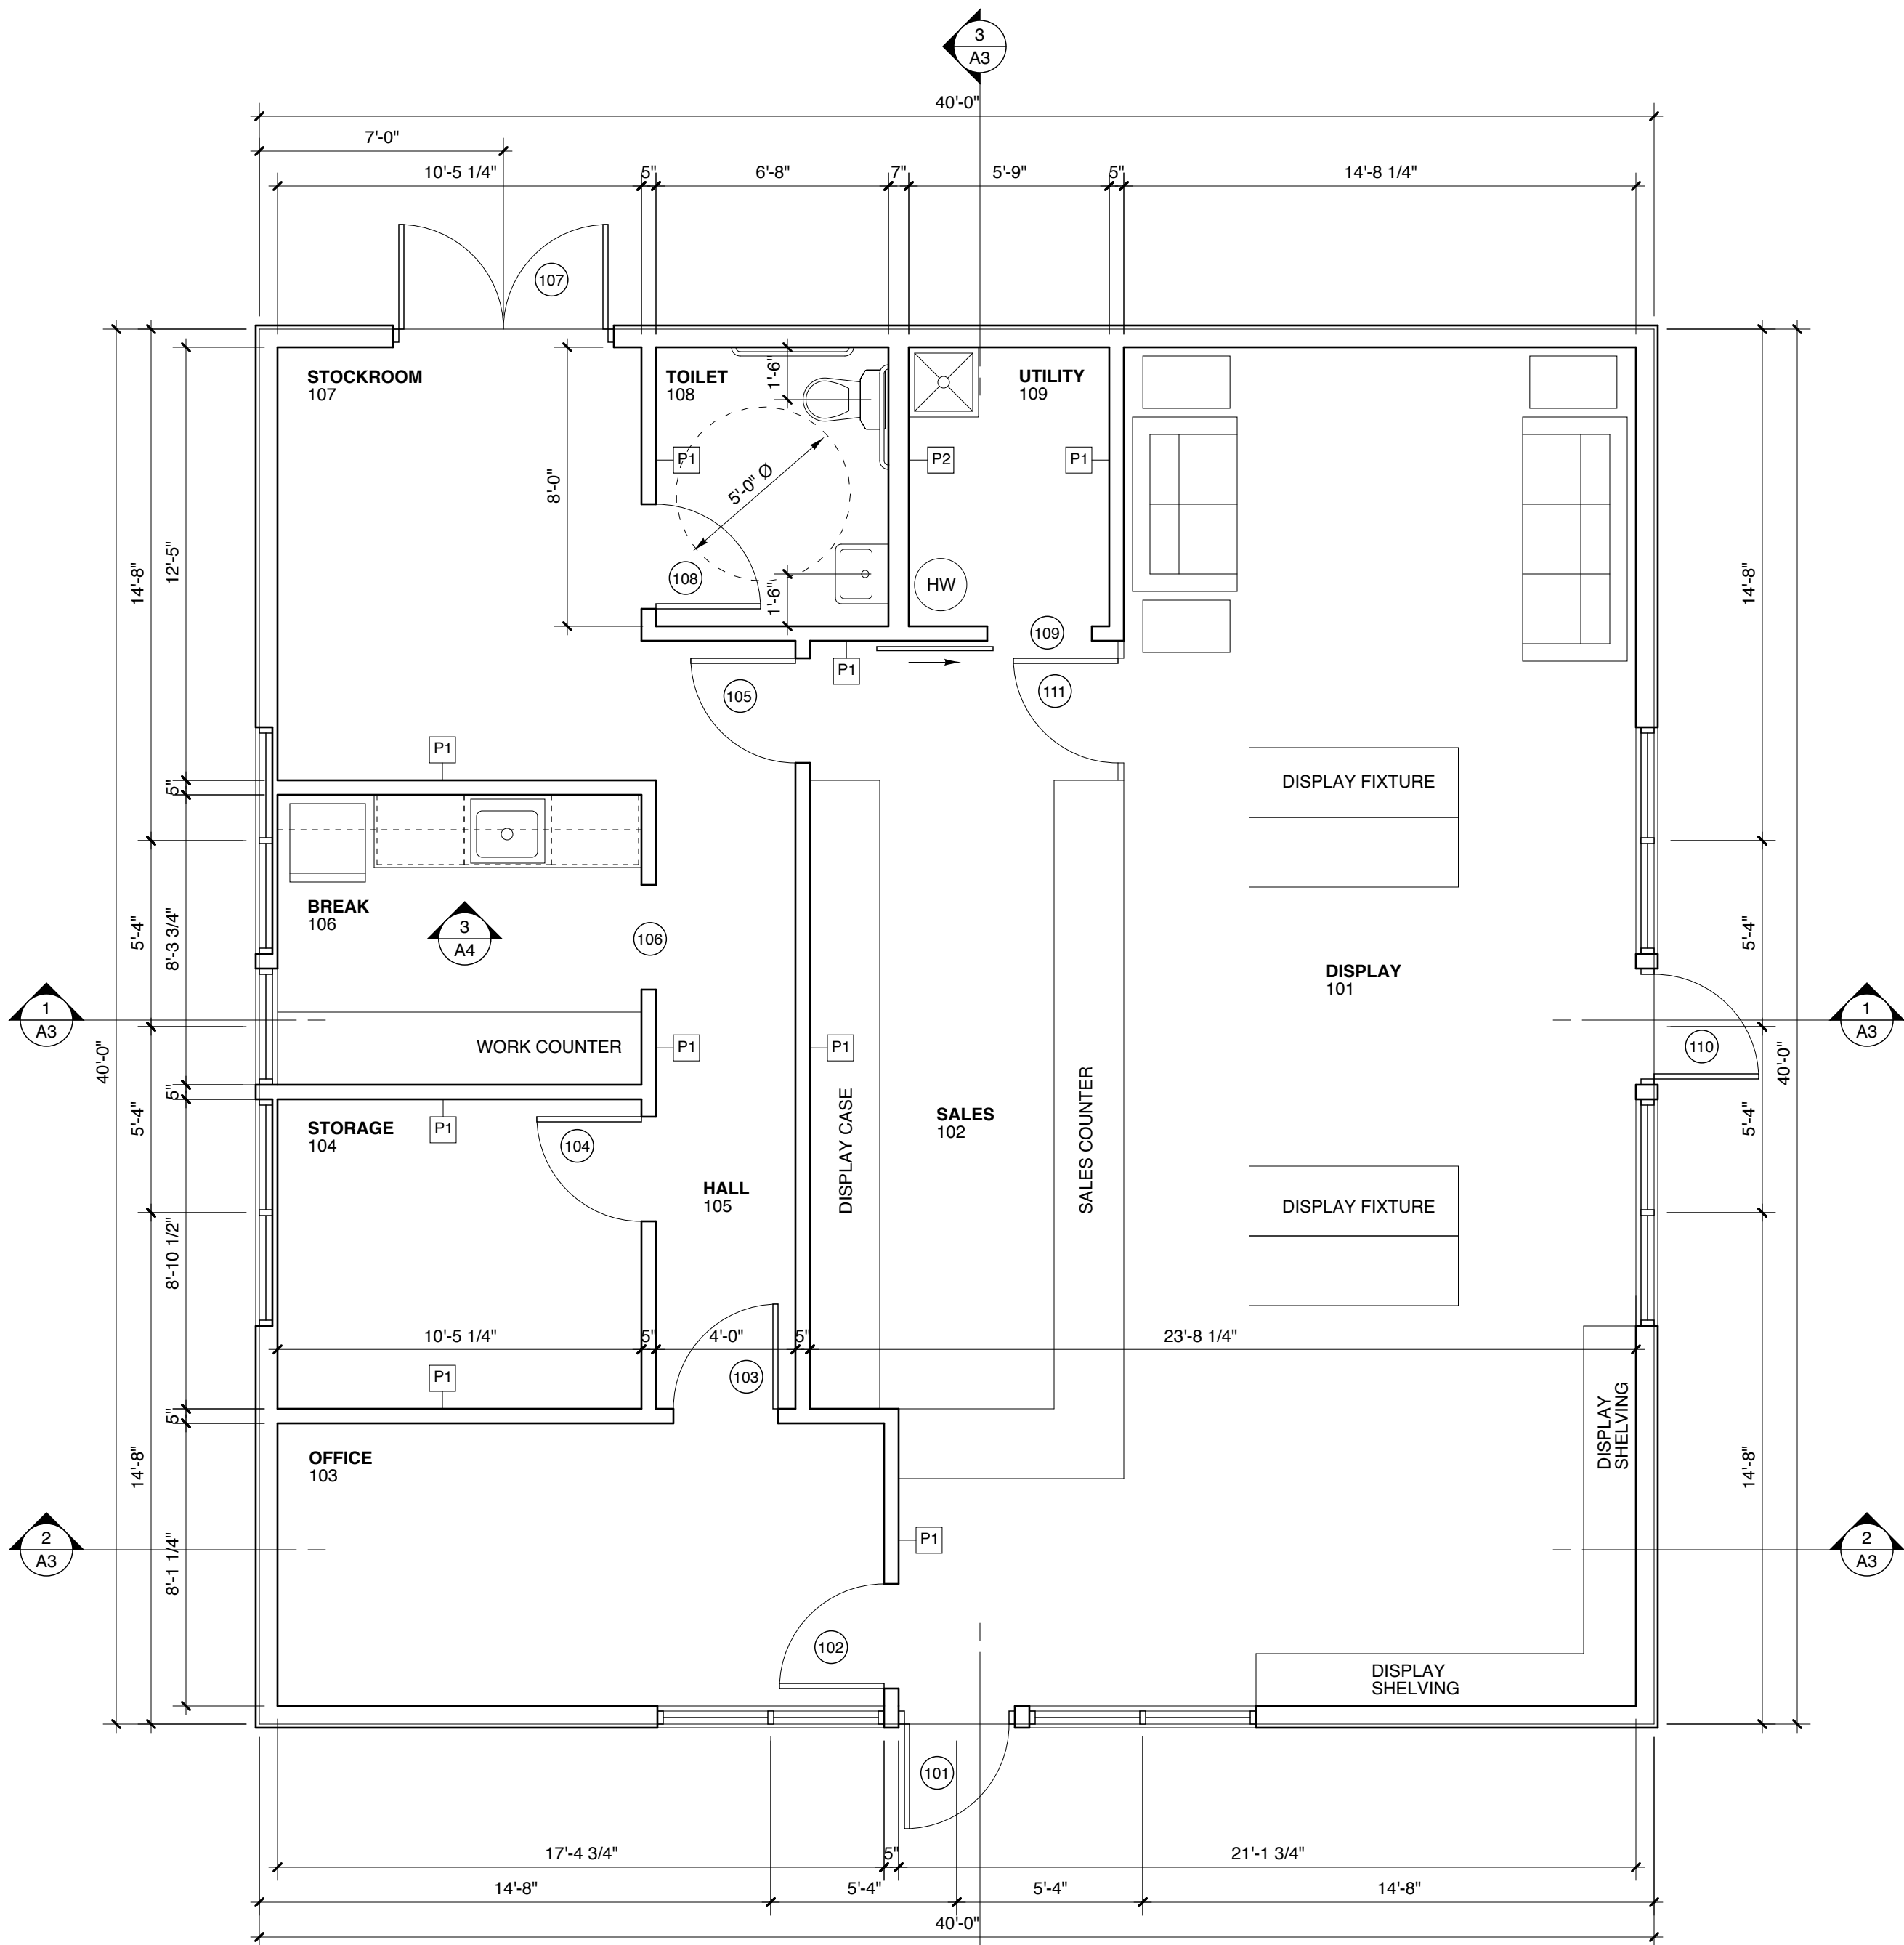 3
A3
40'-0"
7'-0"
10'-5 1/4" 5" 6'-8" 7" 5'-9" 5" 14'-8 1/4"
107
STOCKROOM
107
TOILET
108
1'-6"
UTILITY
109
P1
P2
P1
5'-0" Ø
8'-0"
12'-5"
14'-8"
14'-8"
108
1'-6"
HW
109
P1
105
111
P1
5"
DISPLAY FIXTURE
BREAK
106
3
A4
106
5'-4"
8'-3 3/4"
5'-4"
DISPLAY
101
1
A3
1
A3
40'-0"
40'-0"
WORK COUNTER
P1
P1
110
5"
5'-4"
5'-4"
STORAGE
104
P1
104
DISPLAY CASE
SALES
102
SALES COUNTER
HALL
105
DISPLAY FIXTURE
8'-10 1/2"
10'-5 1/4" 5" 4'-0" 5" 23'-8 1/4"
P1
103
5"
DISPLAY
SHELVING
OFFICE
103
14'-8"
14'-8"
2
A3
8'-1 1/4"
P1
2
A3
102
DISPLAY
SHELVING
101
17'-4 3/4" 5" 21'-1 3/4"
14'-8" 5'-4" 5'-4" 14'-8"
40'-0"